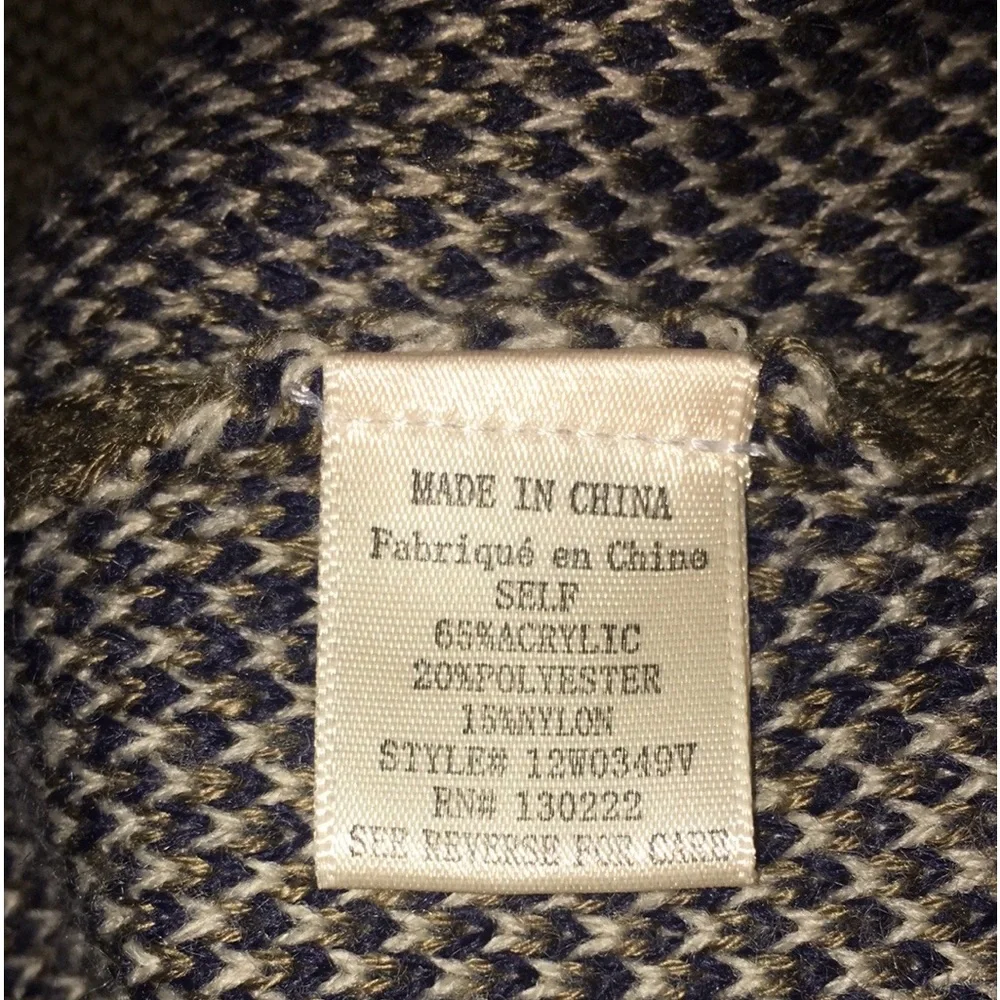 MADE IN CHINA
Fabriqué en Chine
SELF
65%ACRYLIC
20%POLYESTER
15%NYLON
STYLE# 12W0349V
RN# 130222
SEE REVERSE FOR CARE